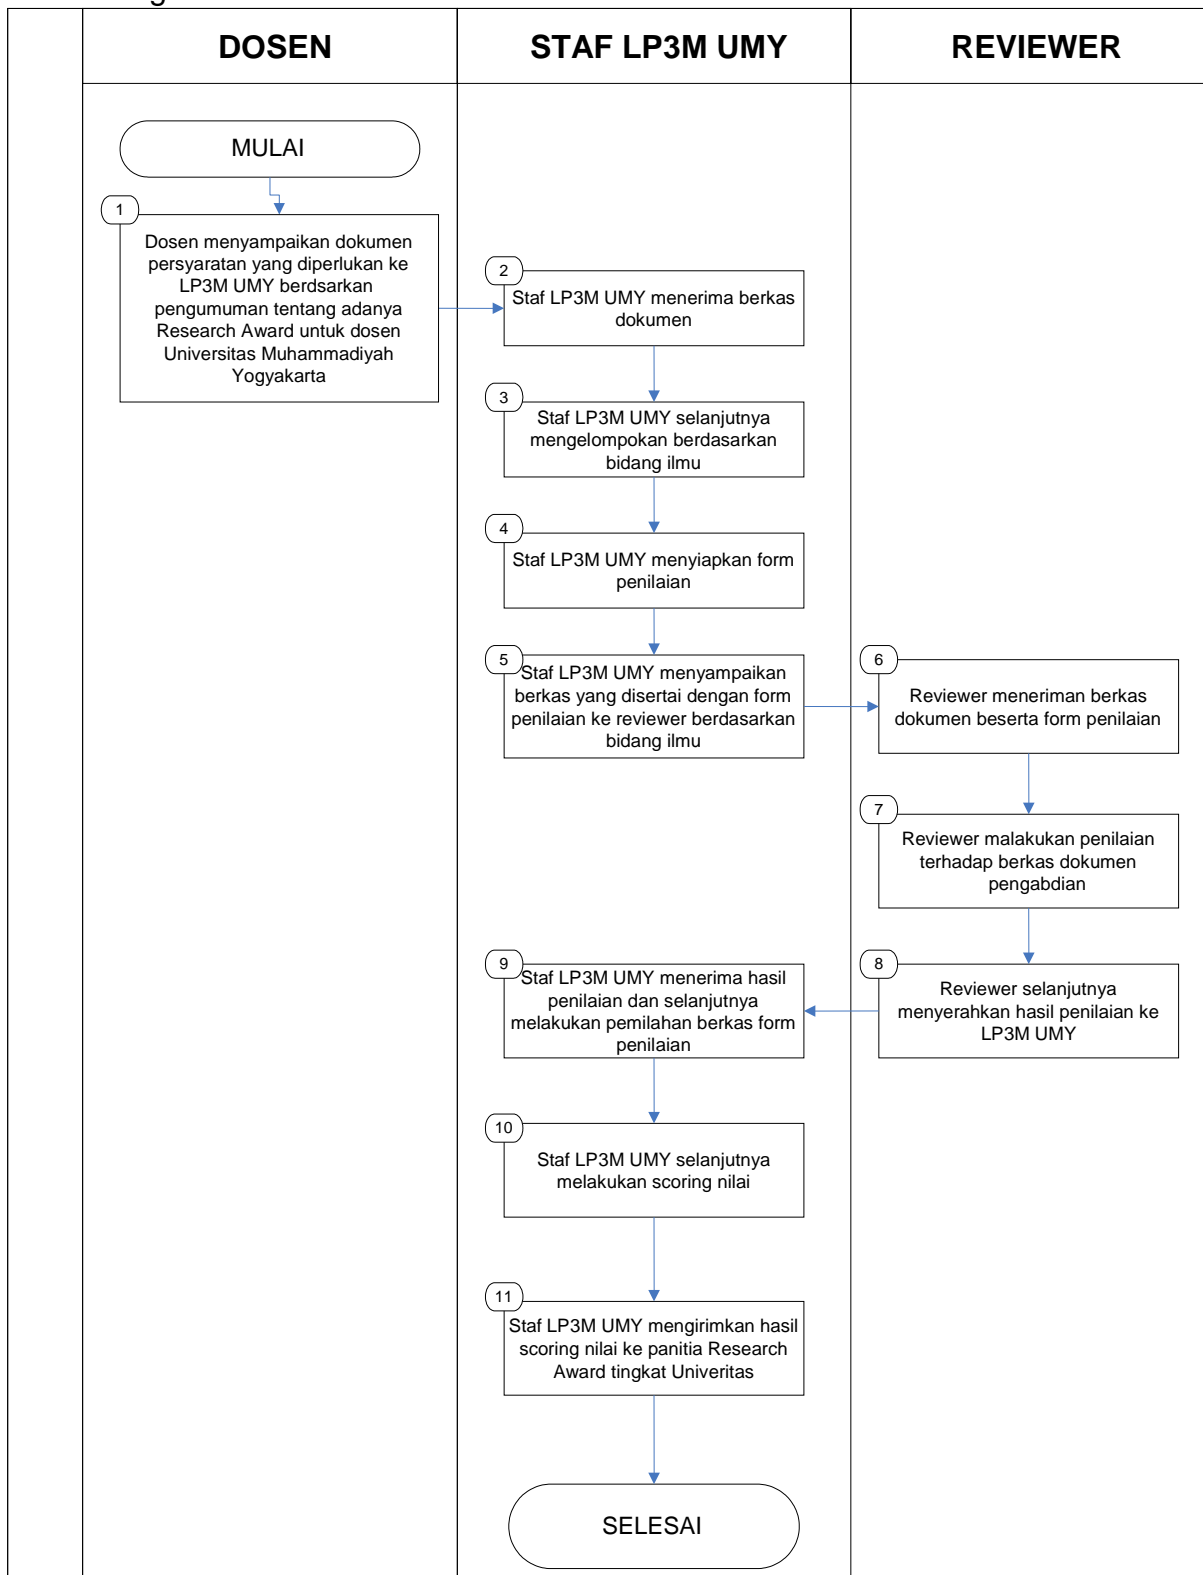 DOSEN
STAF LP3M UMY
REVIEWER
MULAI
1
Dosen menyampaikan dokumen
persyaratan yang diperlukan ke
LP3M UMY berdsarkan
pengumuman tentang adanya
Research Award untuk dosen
Universitas Muhammadiyah
Yogyakarta
2
Staf LP3M UMY menerima berkas
dokumen
3
Staf LP3M UMY selanjutnya
mengelompokan berdasarkan
bidang ilmu
4
Staf LP3M UMY menyiapkan form
penilaian
5
Staf LP3M UMY menyampaikan
berkas yang disertai dengan form
penilaian ke reviewer berdasarkan
bidang ilmu
6
Reviewer meneriman berkas
dokumen beserta form penilaian
7
Reviewer malakukan penilaian
terhadap berkas dokumen
pengabdian
8
Reviewer selanjutnya
menyerahkan hasil penilaian ke
LP3M UMY
9
Staf LP3M UMY menerima hasil
penilaian dan selanjutnya
melakukan pemilahan berkas form
penilaian
10
Staf LP3M UMY selanjutnya
melakukan scoring nilai
11
Staf LP3M UMY mengirimkan hasil
scoring nilai ke panitia Research
Award tingkat Univeritas
SELESAI